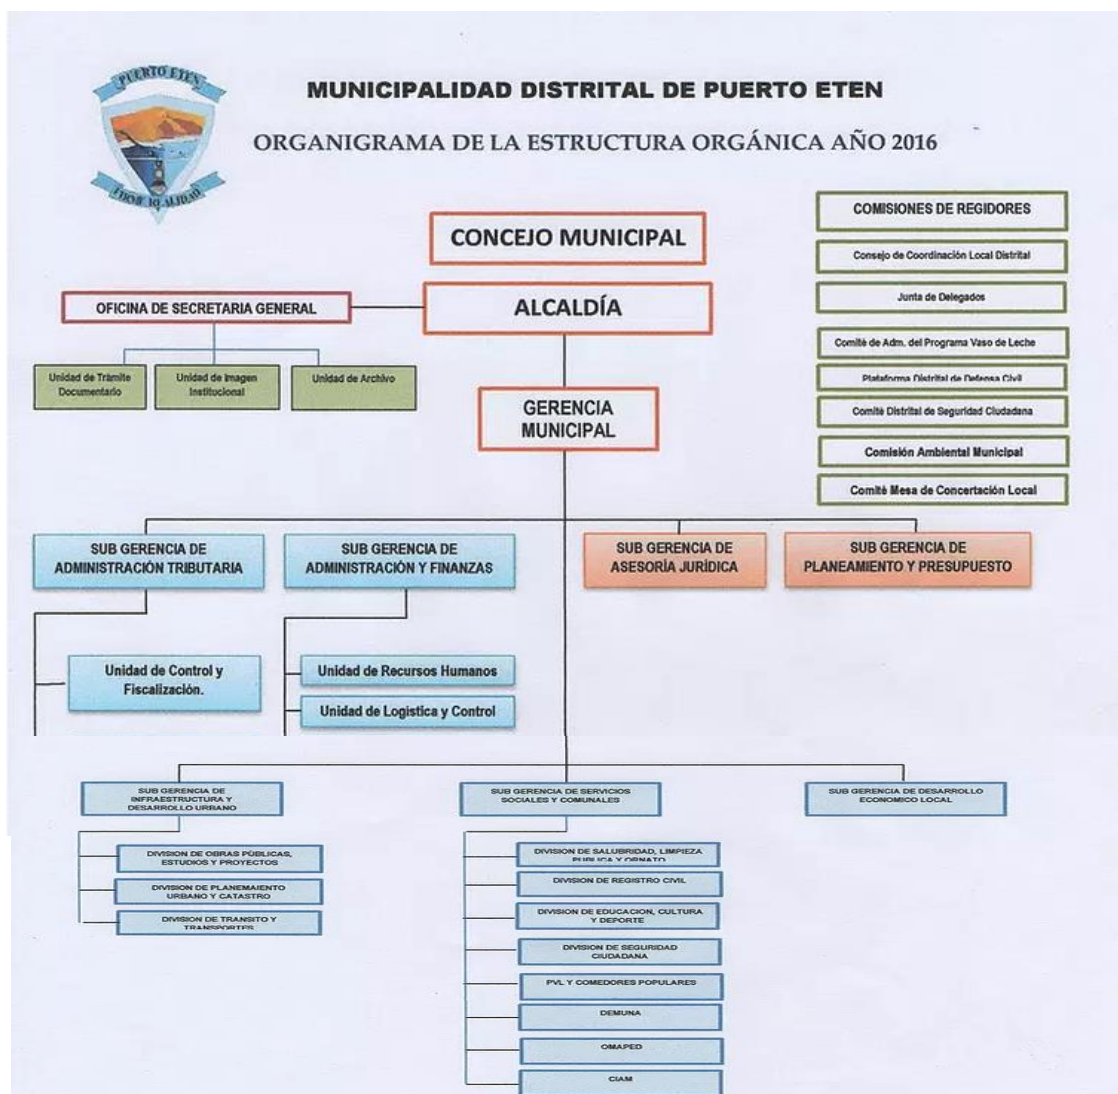 PUERTO ETEN
MUNICIPALIDAD DISTRITAL DE PUERTO ETEN
ORGANIGRAMA DE LA ESTRUCTURA ORGÁNICA AÑO 2016
CONCEJO MUNICIPAL
ALCALDÍA
OFICINA DE SECRETARIA GENERAL
Unidad de Trámite
Documentario
Unidad de Imagen
Institucional
Unidad de Archivo
GERENCIA
MUNICIPAL
COMISIONES DE REGIDORES
Consejo de Coordinación Local Distrital
Junta de Delegados
Comité de Adm. del Programa Vaso de Leche
Plataforma Distrital de Defensa Civil
Comité Distrital de Seguridad Ciudadana
Comisión Ambiental Municipal
Comité Mesa de Concertación Local
SUB GERENCIA DE
ADMINISTRACIÓN TRIBUTARIA
SUB GERENCIA DE
ADMINISTRACIÓN Y FINANZAS
SUB GERENCIA DE
ASESORÍA JURÍDICA
SUB GERENCIA DE
PLANEAMIENTO Y PRESUPUESTO
Unidad de Control y
Fiscalización.
Unidad de Recursos Humanos
Unidad de Logística y Control
SUB GERENCIA DE
INFRAESTRUCTURA Y
DESARROLLO URBANO
DIVISION DE OBRAS PÚBLICAS,
ESTUDIOS Y PROYECTOS
DIVISION DE PLANEMAIENTO
URBANO Y CATASTRO
DIVISION DE TRANSITO Y
TRANSPORTES
SUB GERENCIA DE SERVICIOS
SOCIALES Y COMUNALES
DIVISION DE SALUBRIDAD, LIMPIEZA
PUBLICA Y ORNATO
DIVISION DE REGISTRO CIVIL
DIVISION DE EDUCACION, CULTURA
Y DEPORTE
DIVISION DE SEGURIDAD
CIUDADANA
PVL Y COMEDORES POPULARES
DEMUNA
OMAPED
CIAM
SUB GERENCIA DE DESARROLLO
ECONOMICO LOCAL